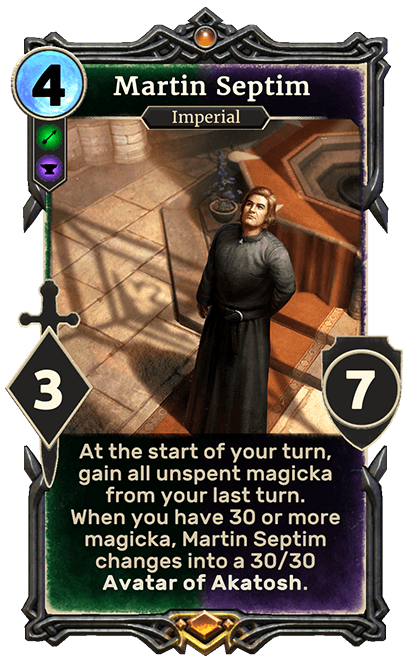 4
Martin Septim
Imperial
3
7
At the start of your turn,
gain all unspent magicka
from your last turn.
When you have 30 or more
magicka, Martin Septim
changes into a 30/30
Avatar of Akatosh.